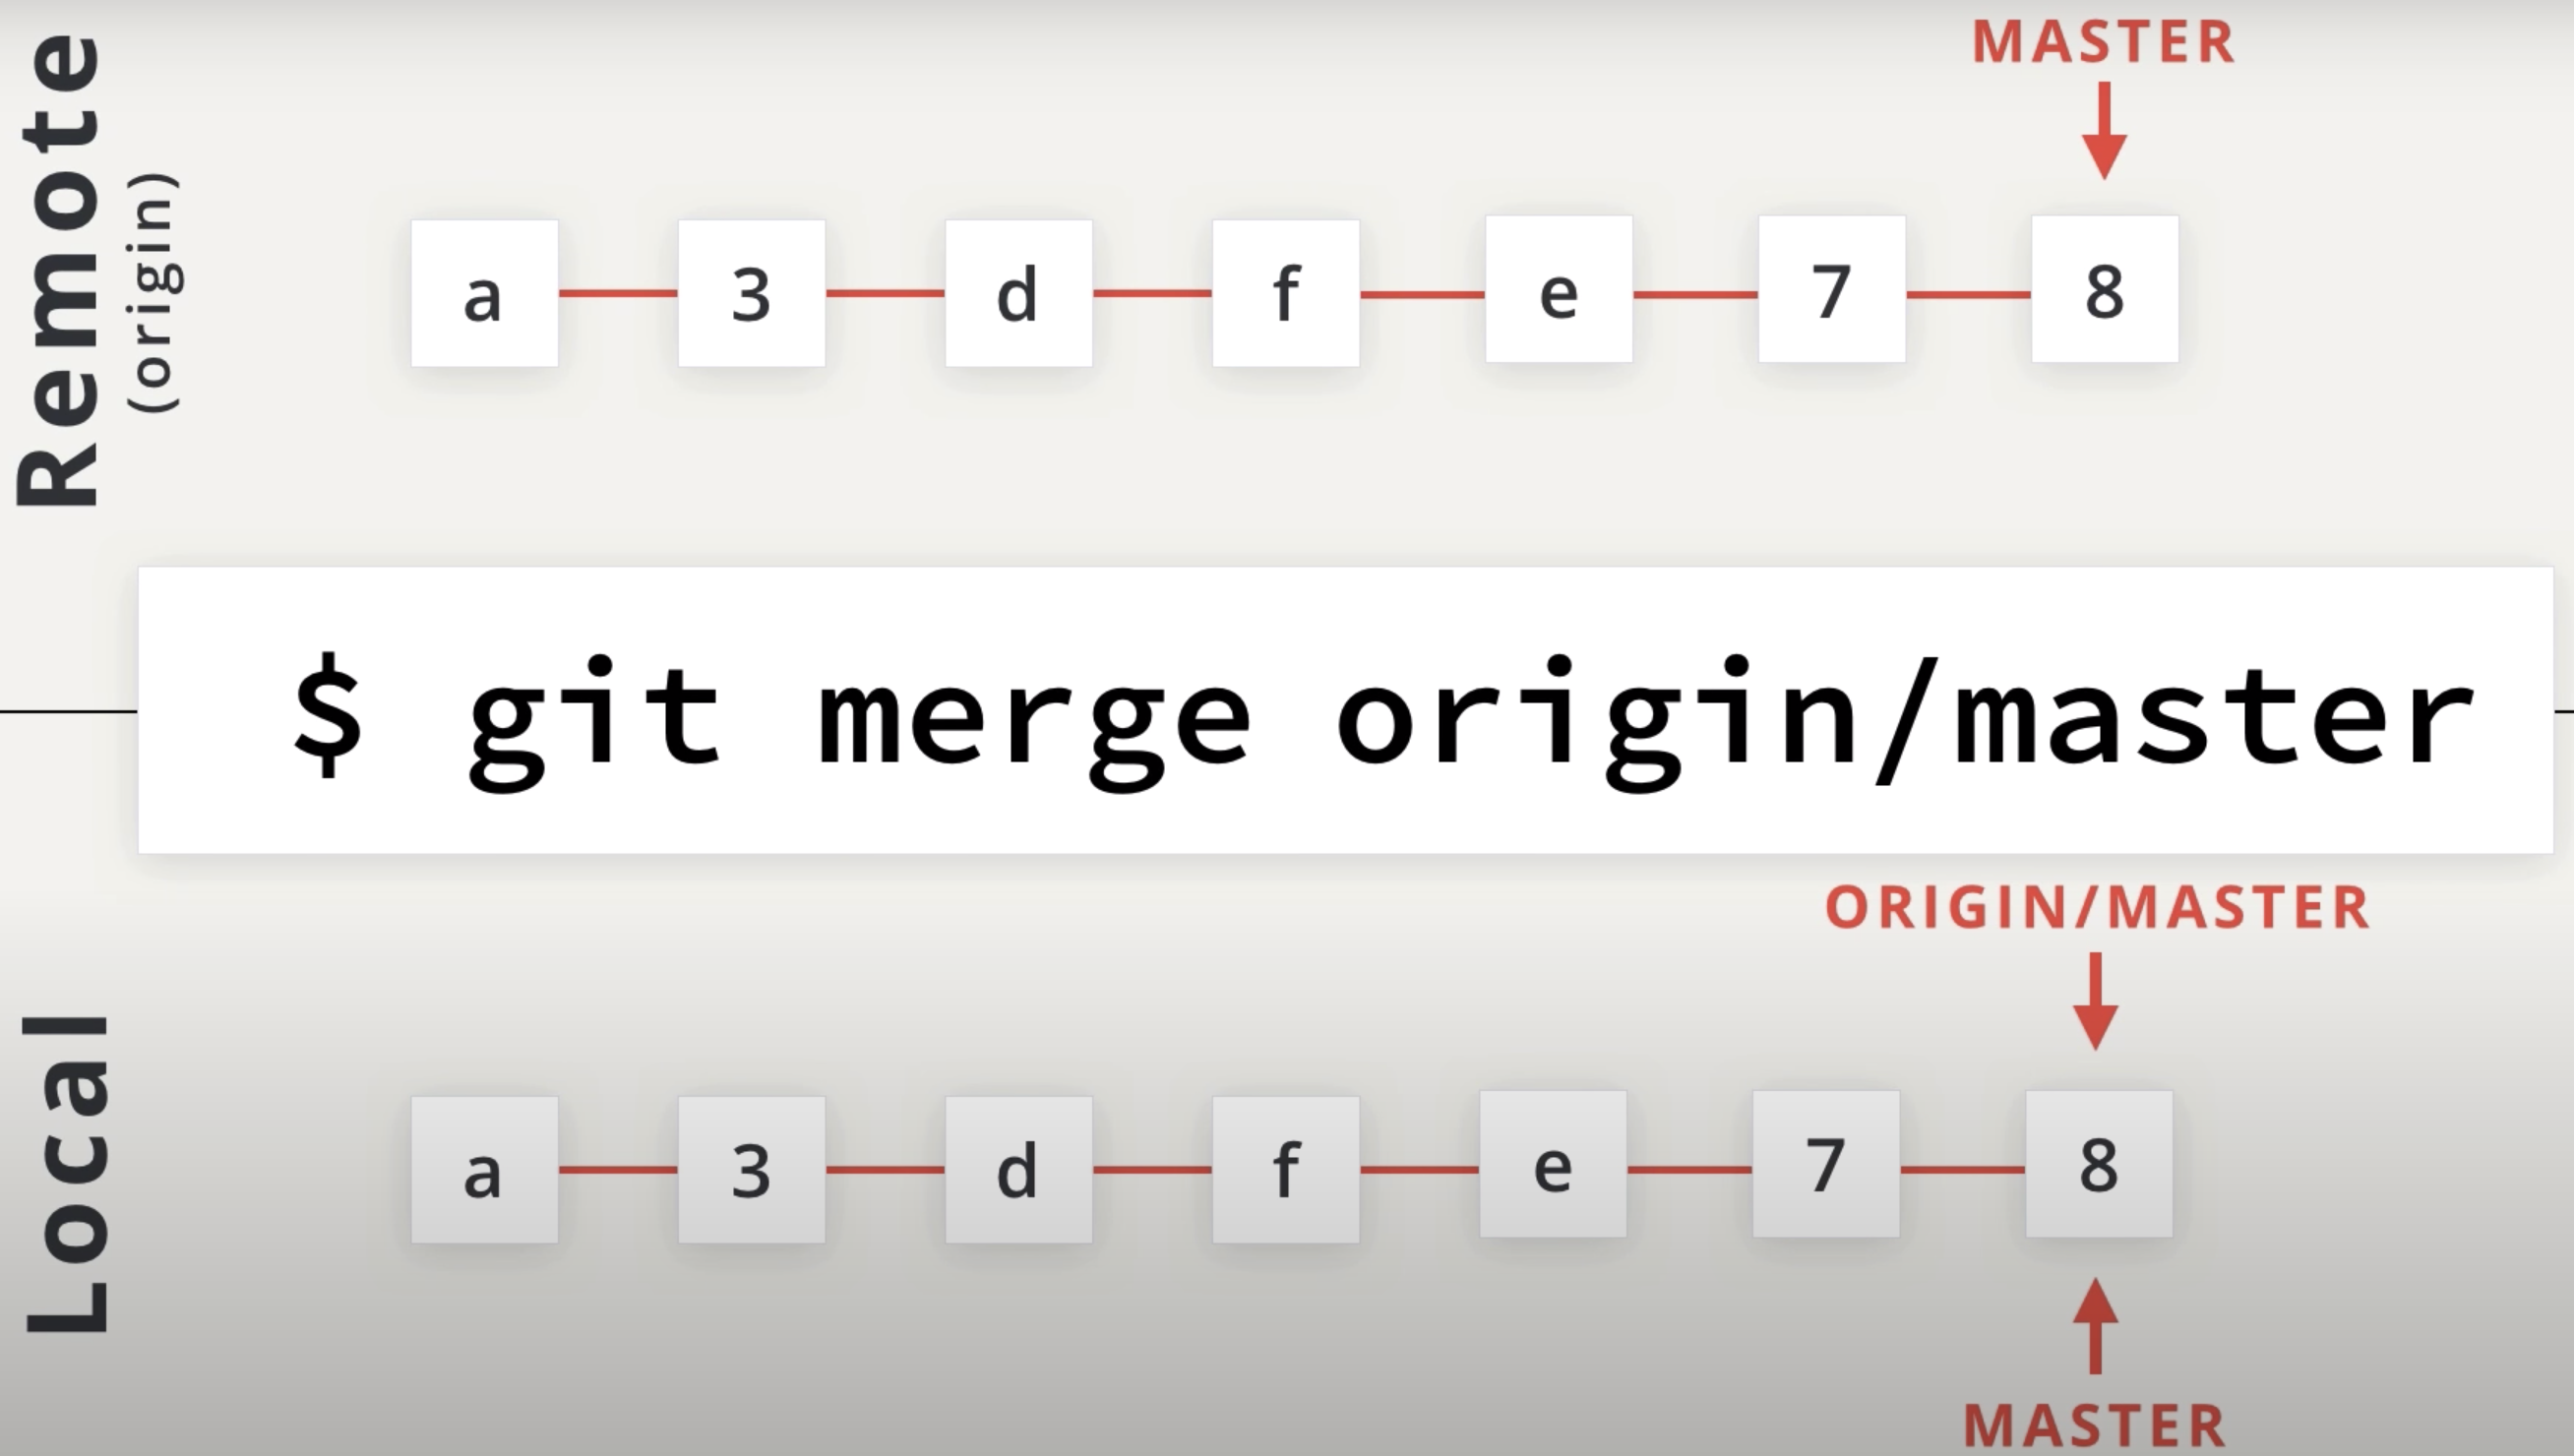 Remote
(origin)
MASTER
a 3 d f e 7 8
$ git merge origin/master
Local
ORIGIN/MASTER
a 3 d f e 7 8
MASTER